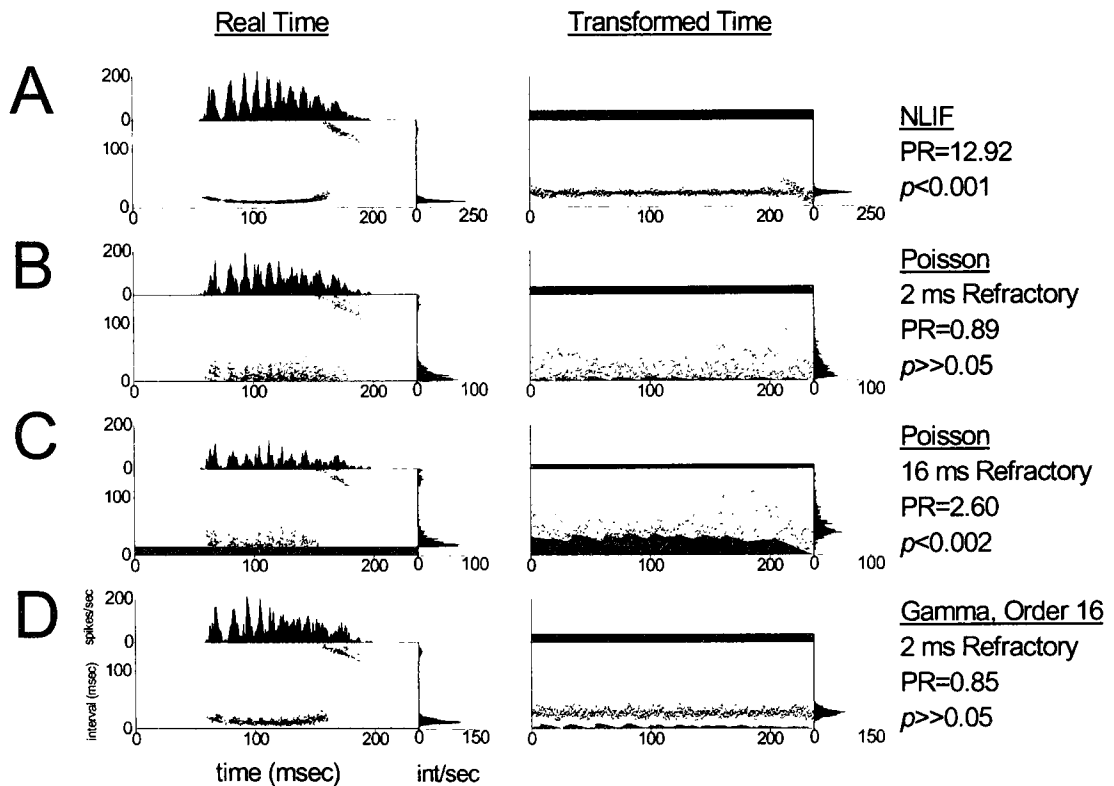 Real Time
Transformed Time
A
200
0
100
0
100
200
0
250
0
100
200
0
250
NLIF
PR=12.92
p<0.001
B
200
0
100
0
0
100
200
0
100
0
100
200
0
100
Poisson
2 ms Refractory
PR=0.89
p>>0.05
C
200
0
100
0
0
100
200
0
100
0
100
200
0
100
Poisson
16 ms Refractory
PR=2.60
p<0.002
D
spikes/sec
200
0
interval (msec)
100
0
0
100
200
0
150
0
100
200
0
150
Gamma, Order 16
2 ms Refractory
PR=0.85
p>>0.05
time (msec)
int/sec